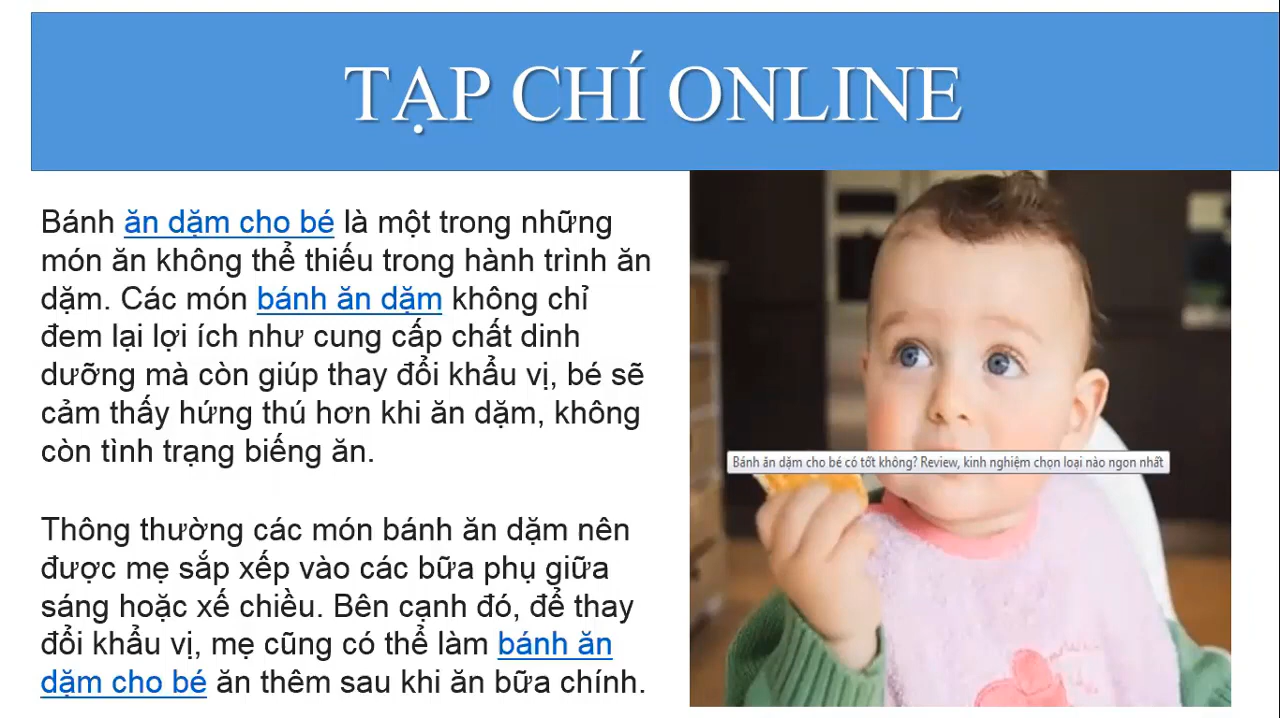 TẠP CHÍ ONLINE
Bánh ăn dặm cho bé là một trong những
món ăn không thể thiếu trong hành trình ăn
dặm. Các món bánh ăn dặm không chỉ
đem lại lợi ích như cung cấp chất dinh
dưỡng mà còn giúp thay đổi khẩu vị, bé sẽ
cảm thấy hứng thú hơn khi ăn dặm, không
còn tình trạng biếng ăn.
Thông thường các món bánh ăn dặm nên
được mẹ sắp xếp vào các bữa phụ giữa
sáng hoặc xế chiều. Bên cạnh đó, để thay
đổi khẩu vị, mẹ cũng có thể làm bánh ăn
dặm cho bé ăn thêm sau khi ăn bữa chính.
Bánh ăn dặm cho bé có tốt không? Review, kinh nghiệm chọn loại nào ngon nhất